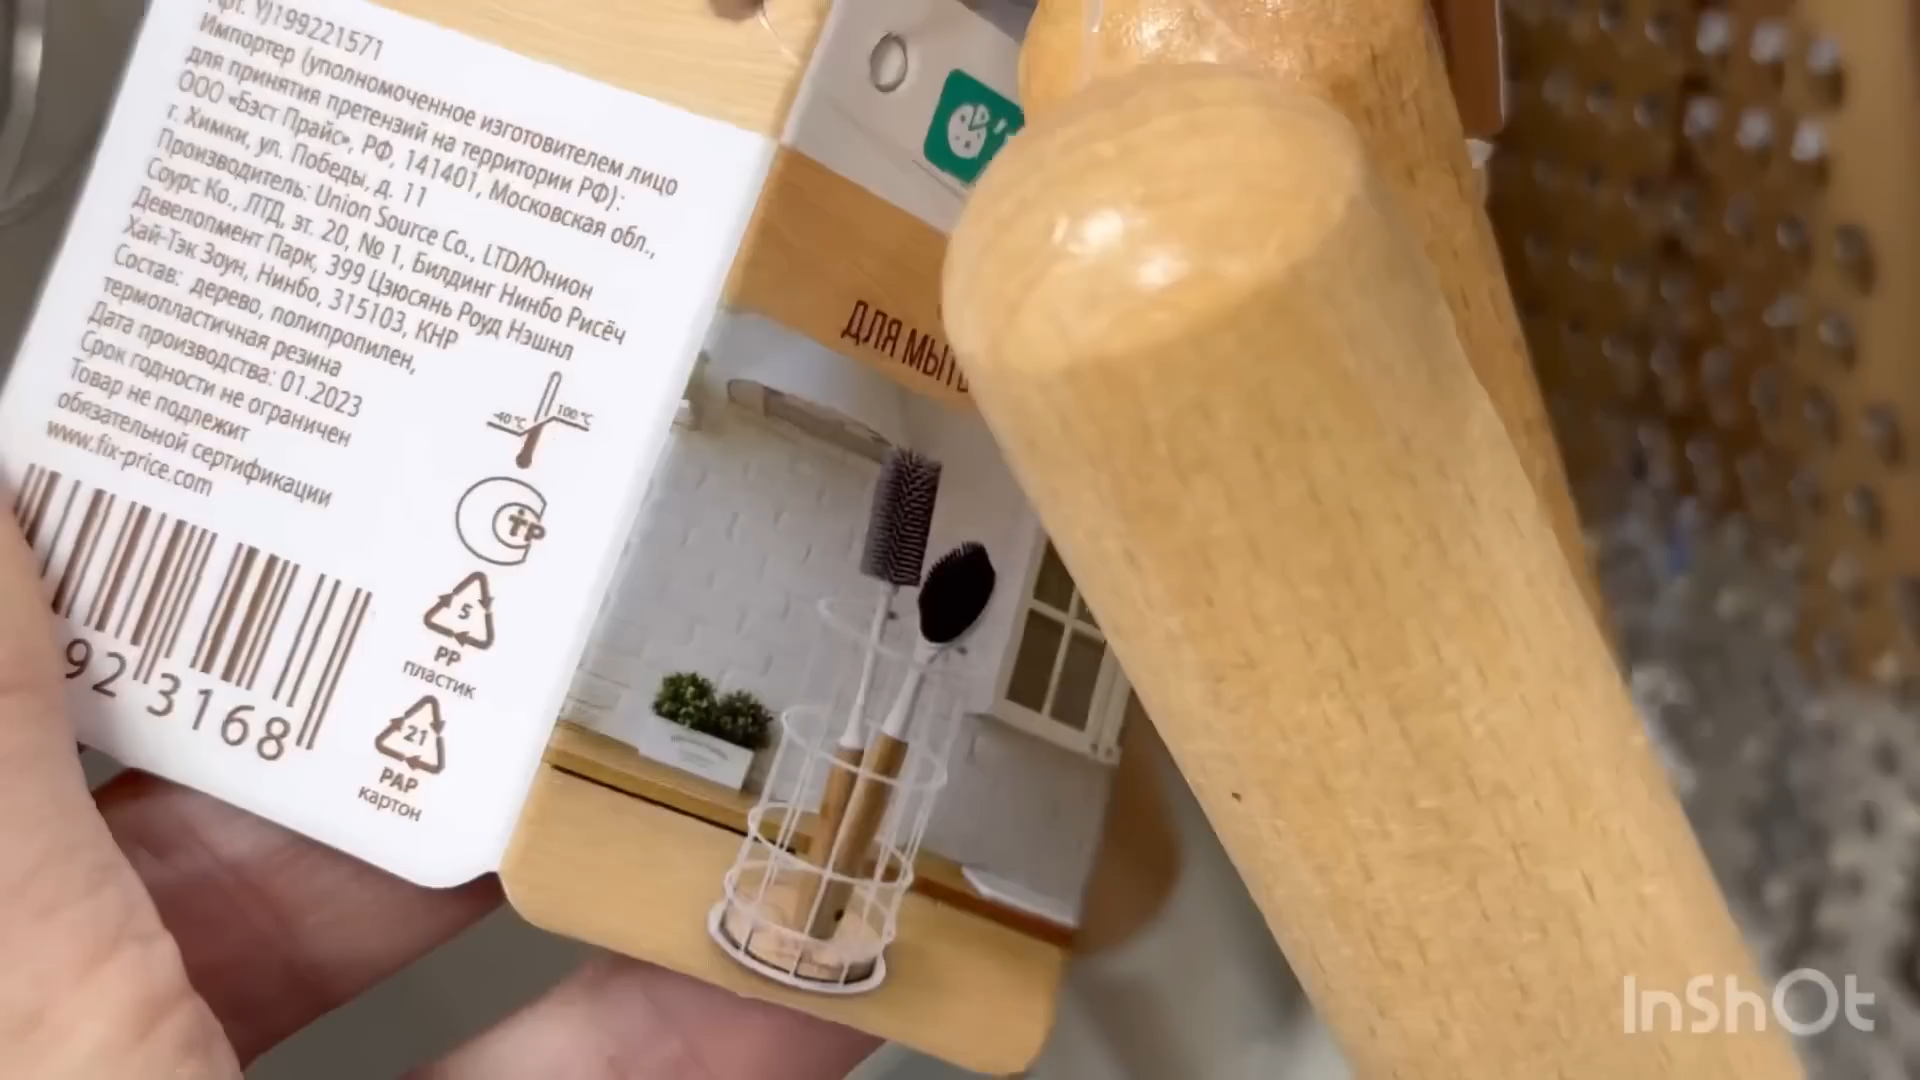 Арт. YJ199221571
Импортер (уполномоченное изготовителем лицо
для принятия претензий на территории РФ):
ООО «Бэст Прайс», РФ, 141401, Московская обл.,
г. Химки, ул. Победы, д. 11
Производитель: Union Source Co., LTD/Юнион
Соурс Ко., ЛТД, эт. 20, № 1, Билдинг Нинбо Рисёч
Девелопмент Парк, 399 Цзюсянь Роуд Нэшнл
Хай-Тэк Зоун, Нинбо, 315103, КНР
Состав: дерево, полипропилен,
термопластичная резина
Дата производства: 01.2023
Срок годности не ограничен
Товар не подлежит
обязательной сертификации
www.fix-price.com
-40 °C
100 °C
СТР
5
PP
пластик
21
PAP
картон
92 3168
D'
ДЛЯ
InShOt